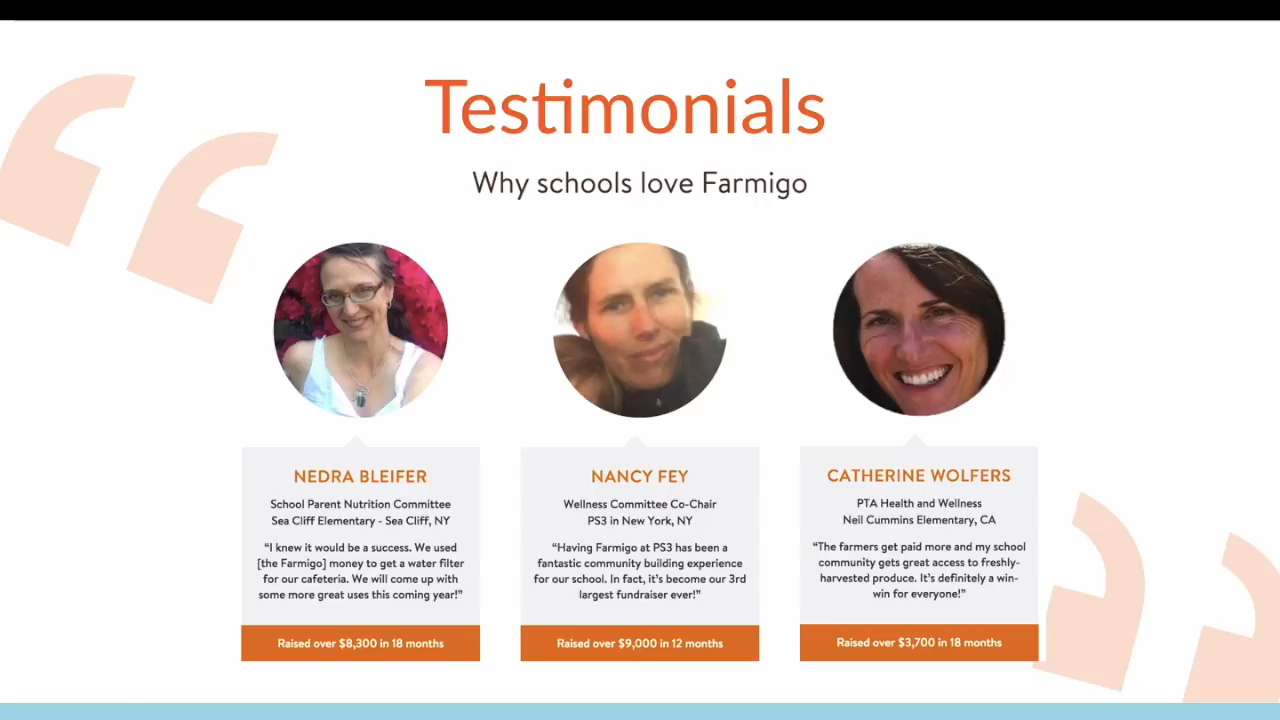 Testimonials
Why schools love Farmigo
NEDRA BLEIFER
School Parent Nutrition Committee
Sea Cliff Elementary - Sea Cliff, NY
“I knew it would be a success. We used
[the Farmigo] money to get a water filter
for our cafeteria. We will come up with
some more great uses this coming year!”
Raised over $8,300 in 18 months
NANCY FEY
Wellness Committee Co-Chair
PS3 in New York, NY
“Having Farmigo at PS3 has been a
fantastic community building experience
for our school. In fact, it’s become our 3rd
largest fundraiser ever!”
Raised over $9,000 in 12 months
CATHERINE WOLFERS
PTA Health and Wellness
Neil Cummins Elementary, CA
“The farmers get paid more and my school
community gets great access to freshly-
harvested produce. It’s definitely a win-
win for everyone!”
Raised over $3,700 in 18 months